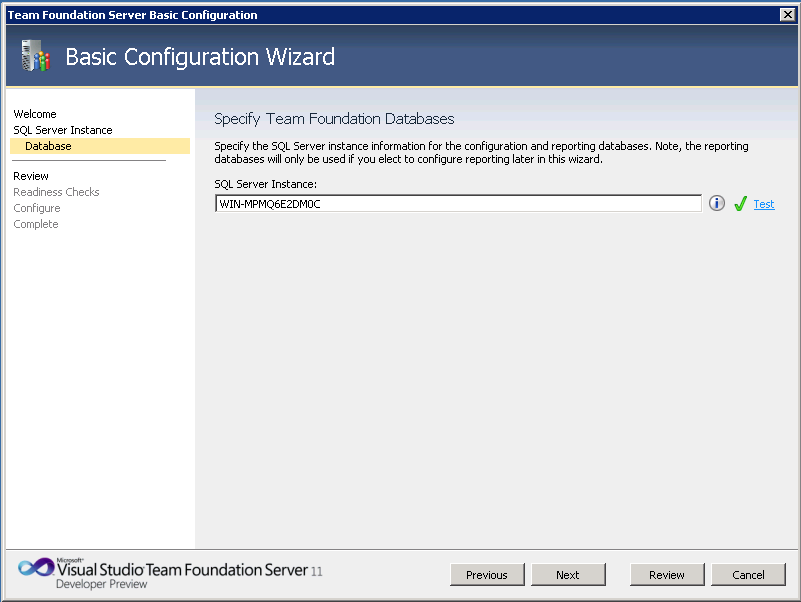 Team Foundation Server Basic Configuration
Basic Configuration Wizard
Welcome
SQL Server Instance
Database
Review
Readiness Checks
Configure
Complete
Specify Team Foundation Databases
Specify the SQL Server instance information for the configuration and reporting databases. Note, the reporting
databases will only be used if you elect to configure reporting later in this wizard.
SQL Server Instance:
WIN-MPMQ6E2DM0C
Test
Microsoft®
Visual Studio Team Foundation Server 11
Developer Preview
Previous
Next
Review
Cancel